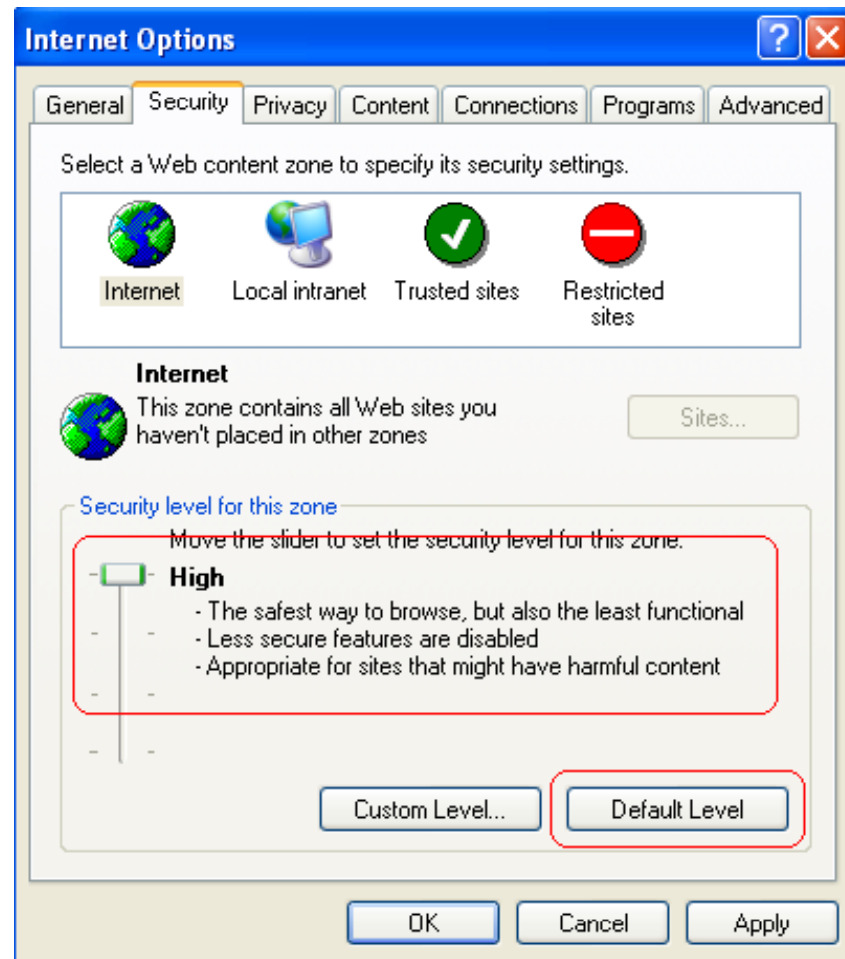 Internet Options
General Security Privacy Content Connections Programs Advanced
Select a Web content zone to specify its security settings.
Internet Local intranet Trusted sites Restricted
sites
Internet
This zone contains all Web sites you
haven't placed in other zones
Sites...
Security level for this zone
Move the slider to set the security level for this zone.
High
- The safest way to browse, but also the least functional
- Less secure features are disabled
- Appropriate for sites that might have harmful content
Custom Level... Default Level
OK Cancel Apply